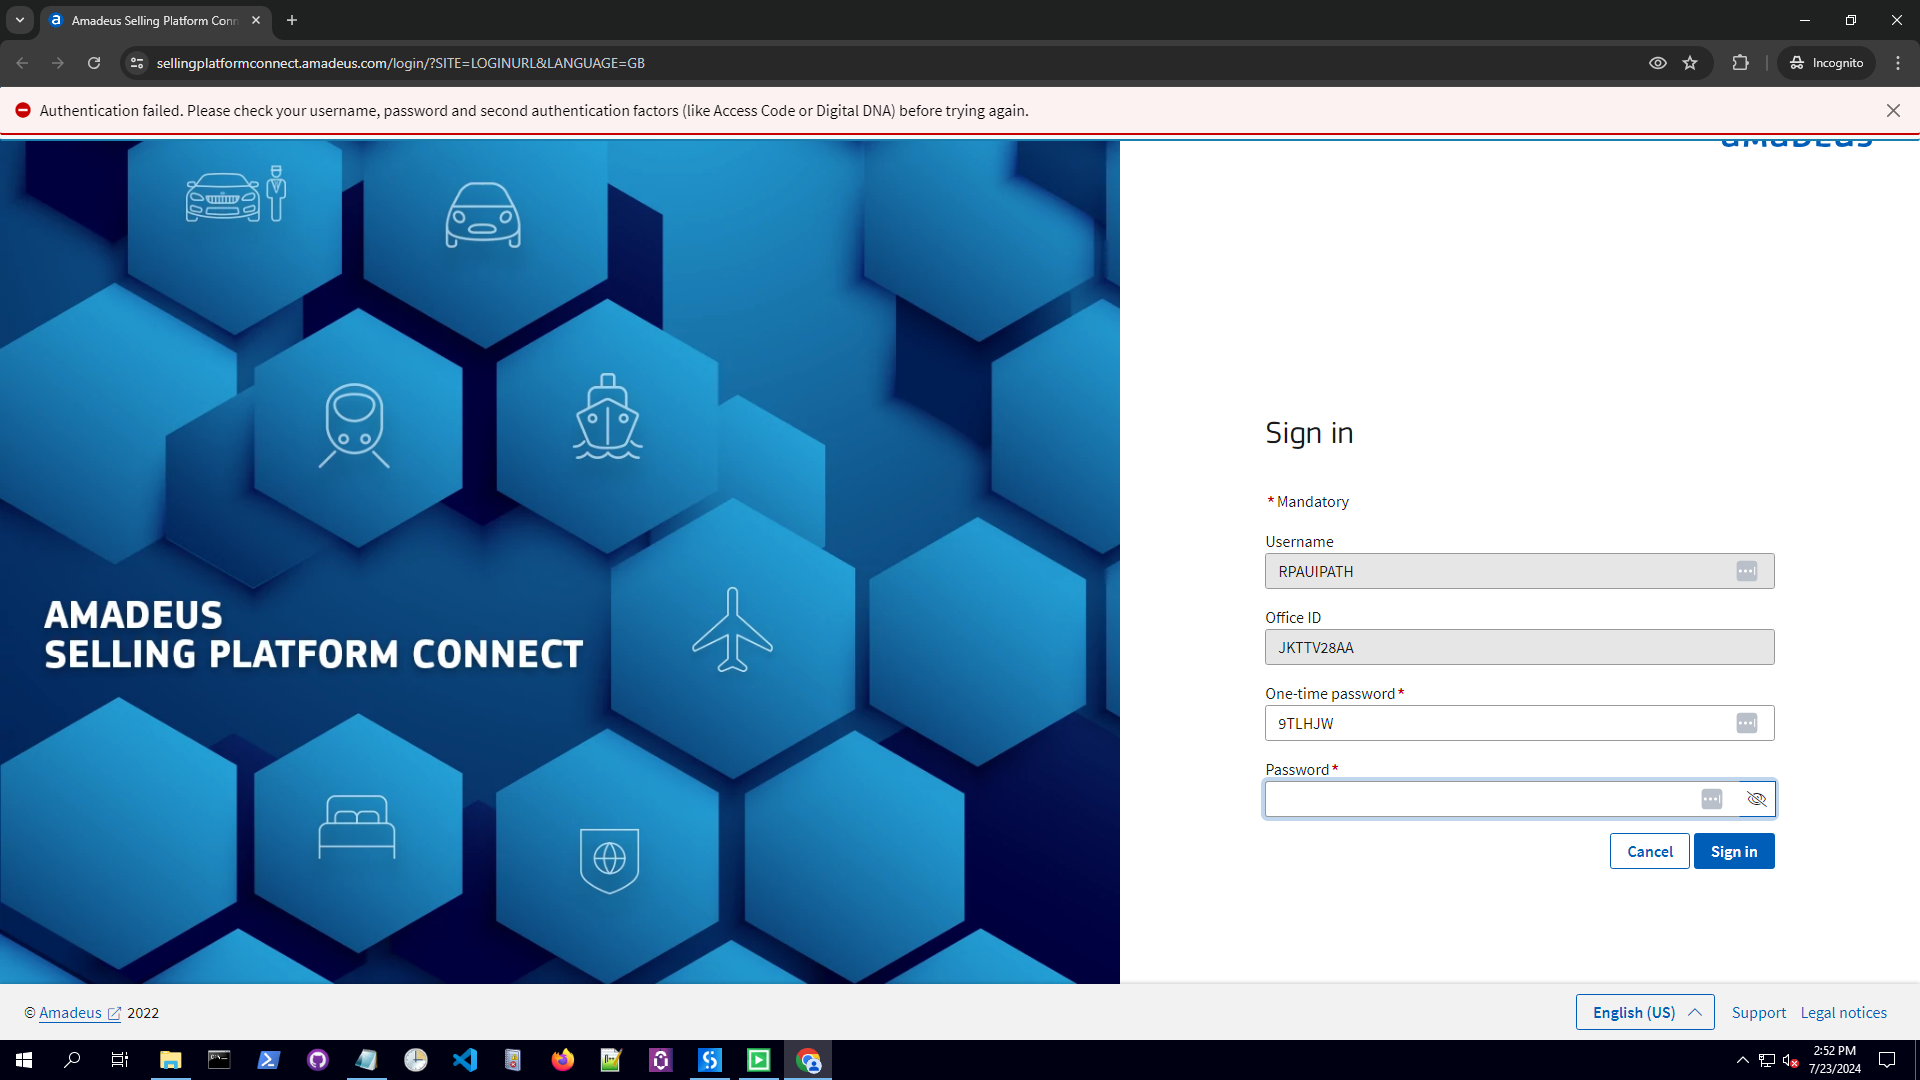 Amadeus Selling Platform Conn
sellingplatformconnect.amadeus.com/login/?SITE=LOGINURL&LANGUAGE=GB
Incognito
Authentication failed. Please check your username, password and second authentication factors (like Access Code or Digital DNA) before trying again.
AMADEUS
SELLING PLATFORM CONNECT
Sign in
* Mandatory
Username
RPAUIPATH
Office ID
JKTTV28AA
One-time password *
9TLHJW
Password *
Cancel
Sign in
© Amadeus 2022
English (US)
Support
Legal notices
2:52 PM
7/23/2024